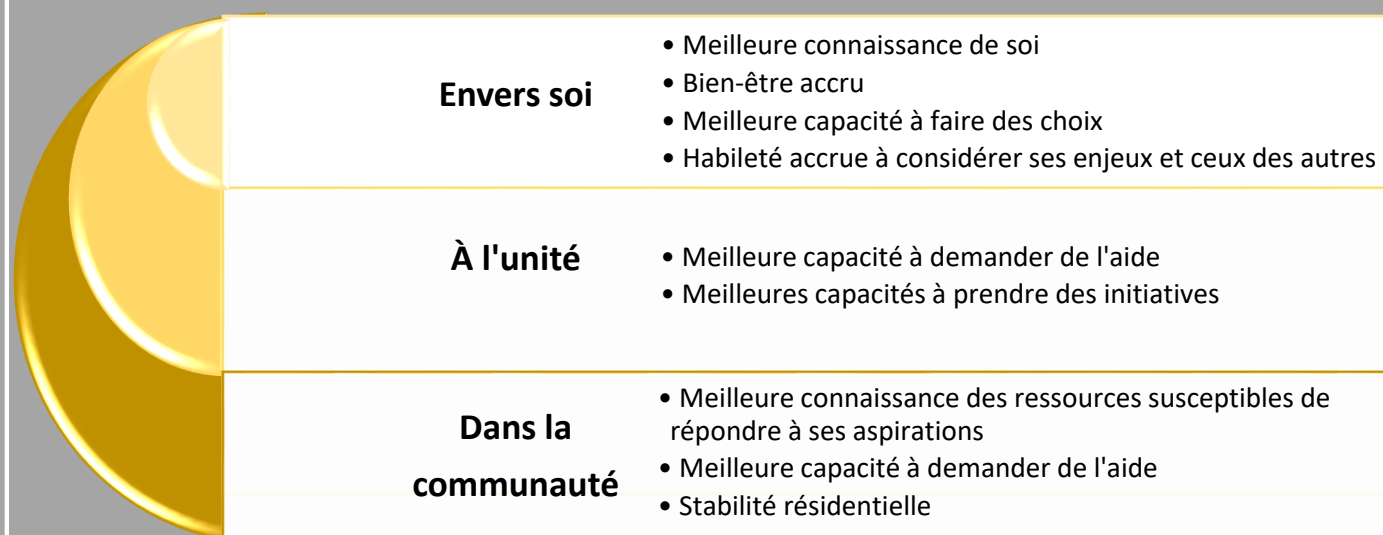 Envers soi
• Meilleure connaissance de soi
• Bien-être accru
• Meilleure capacité à faire des choix
• Habileté accrue à considérer ses enjeux et ceux des autres
À l'unité
• Meilleure capacité à demander de l'aide
• Meilleures capacités à prendre des initiatives
Dans la
communauté
• Meilleure connaissance des ressources susceptibles de
répondre à ses aspirations
• Meilleure capacité à demander de l'aide
• Stabilité résidentielle